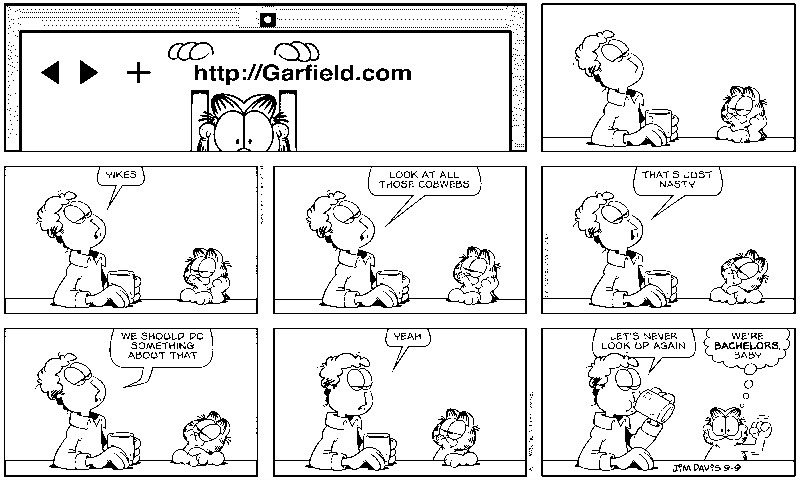 http://Garfield.com
YIKES
LOOK AT ALL
THOSE COBWEBS
THAT'S JUST
NASTY
WE SHOULD DO
SOMETHING
ABOUT THAT
YEAH
LET'S NEVER
LOOK UP AGAIN
WE'RE
BACHELORS,
BABY
JIM DAVIS 9-9